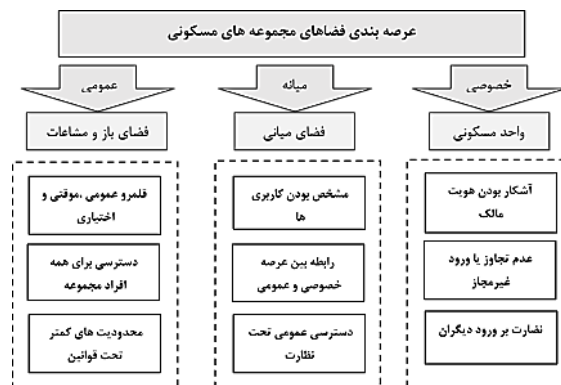 عرصه بندی فضاهای مجموعه های مسکونی
خصوصی
میانه
عمومی
واحد مسکونی
فضای میانی
فضای باز و مشاعات
آشکار بودن هویت
مالک
عدم تجاوز یا ورود
غیرمجاز
نضارت بر ورود دیگران
مشخص بودن کاربری
ها
رابطه بین عرصه
خصوصی و عمومی
دسترسی عمومی تحت
نظارت
قلمرو عمومی ،موقتی و
اختیاری
دسترسی برای همه
افراد مجموعه
محدودیت های کمتر
تحت قوانین